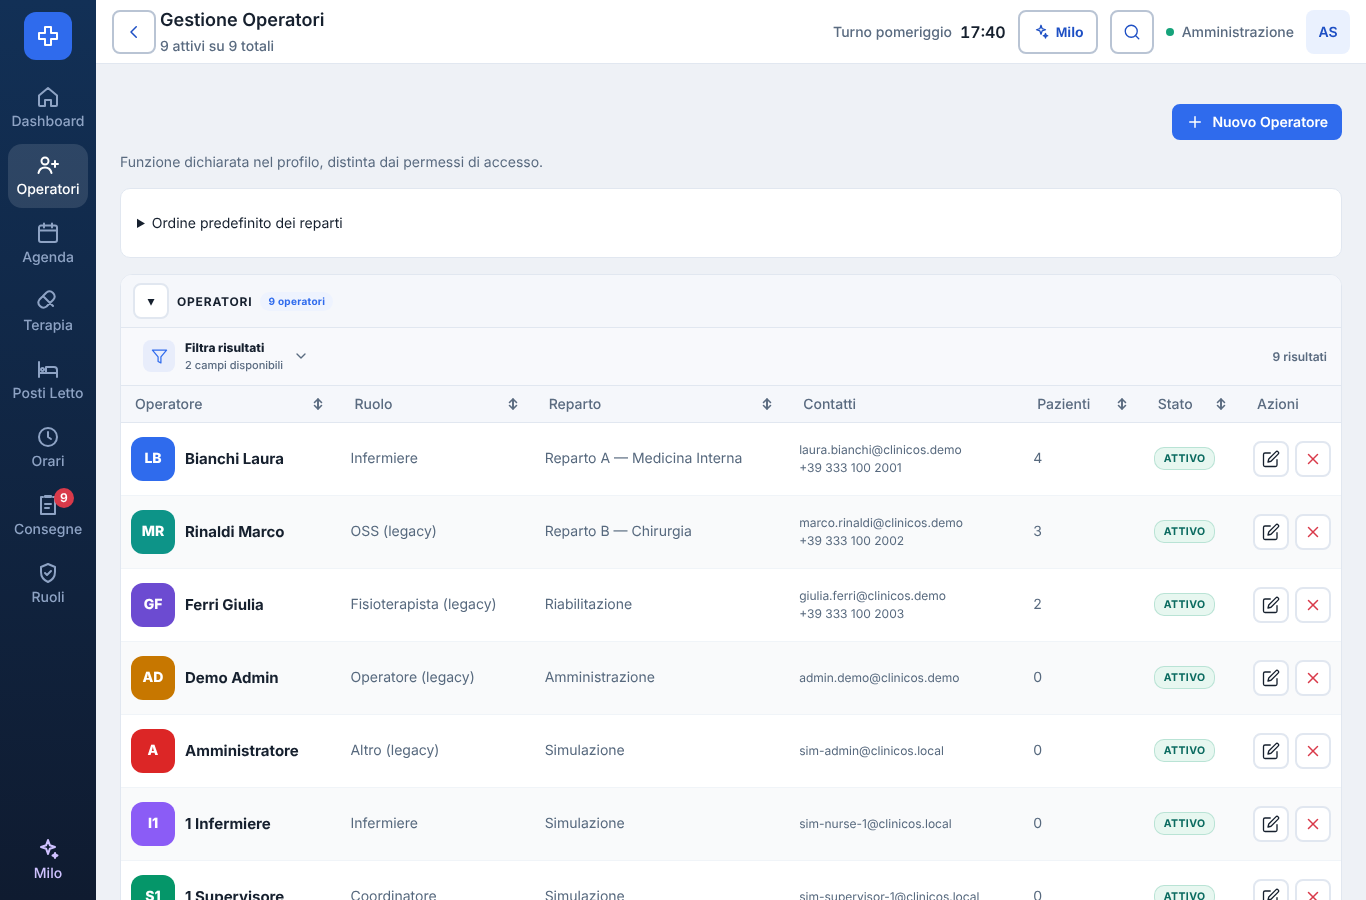 Gestione Operatori
9 attivi su 9 totali
Turno pomeriggio 17:40
Milo
Amministrazione
AS
Dashboard
Operatori
Agenda
Terapia
Posti Letto
Orari
9
Consegne
Ruoli
Milo
Nuovo Operatore
Funzione dichiarata nel profilo, distinta dai permessi di accesso.
Ordine predefinito dei reparti
OPERATORI 9 operatori
Filtra risultati
2 campi disponibili
9 risultati
Operatore Ruolo Reparto Contatti Pazienti Stato Azioni
LB Bianchi Laura Infermiere Reparto A — Medicina Interna laura.bianchi@clinicos.demo 4 ATTIVO
+39 333 100 2001
MR Rinaldi Marco OSS (legacy) Reparto B — Chirurgia marco.rinaldi@clinicos.demo 3 ATTIVO
+39 333 100 2002
GF Ferri Giulia Fisioterapista (legacy) Riabilitazione giulia.ferri@clinicos.demo 2 ATTIVO
+39 333 100 2003
AD Demo Admin Operatore (legacy) Amministrazione admin.demo@clinicos.demo 0 ATTIVO
A Amministratore Altro (legacy) Simulazione sim-admin@clinicos.local 0 ATTIVO
I1 1 Infermiere Infermiere Simulazione sim-nurse-1@clinicos.local 0 ATTIVO
S1 1 Supervisore Coordinatore Simulazione sim-supervisor-1@clinicos.local 0 ATTIVO